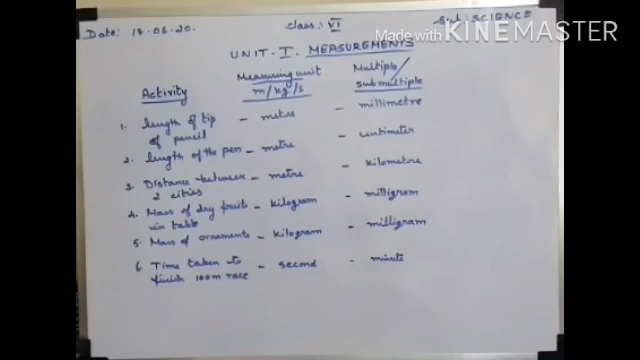 Date: 18.06.20. Class: VI Sub: SCIENCE
Made with KINEMASTER
UNIT-I. MEASUREMENTS
Activity Measuring unit m/kg/s Multiple/submultiple
1. Length of tip of pencil - metre - millimetre
2. Length of the pen - metre - centimeter
3. Distance between 2 cities - metre - kilometre
4. Mass of dry fruits in table - kilogram - milligram
5. Mass of ornaments - kilogram - milligram
6. Time taken to finish 100m race - second - minute